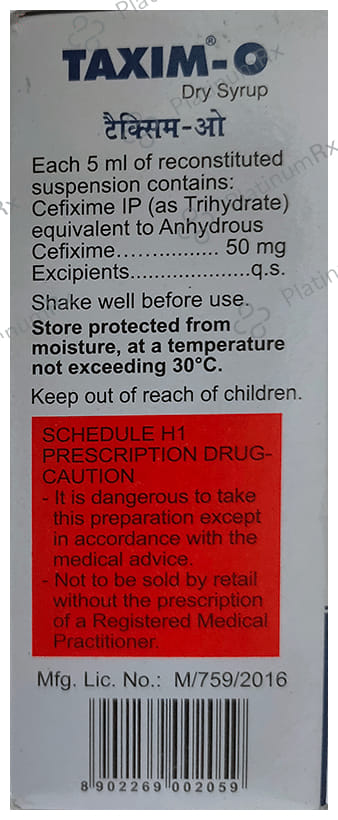 TAXIM®-O
Dry Syrup
टैक्सिम-ओ
Each 5 ml of reconstituted
suspension contains:
Cefixime IP (as Trihydrate)
equivalent to Anhydrous
Cefixime................ 50 mg
Excipients....................q.s.
Shake well before use.
Store protected from
moisture, at a temperature
not exceeding 30°C.
Keep out of reach of children.
SCHEDULE H1
PRESCRIPTION DRUG-
CAUTION
- It is dangerous to take
this preparation except
in accordance with the
medical advice.
- Not to be sold by retail
without the prescription
of a Registered Medical
Practitioner.
Mfg. Lic. No.: M/759/2016
8 902269 002059
PlatinumRx